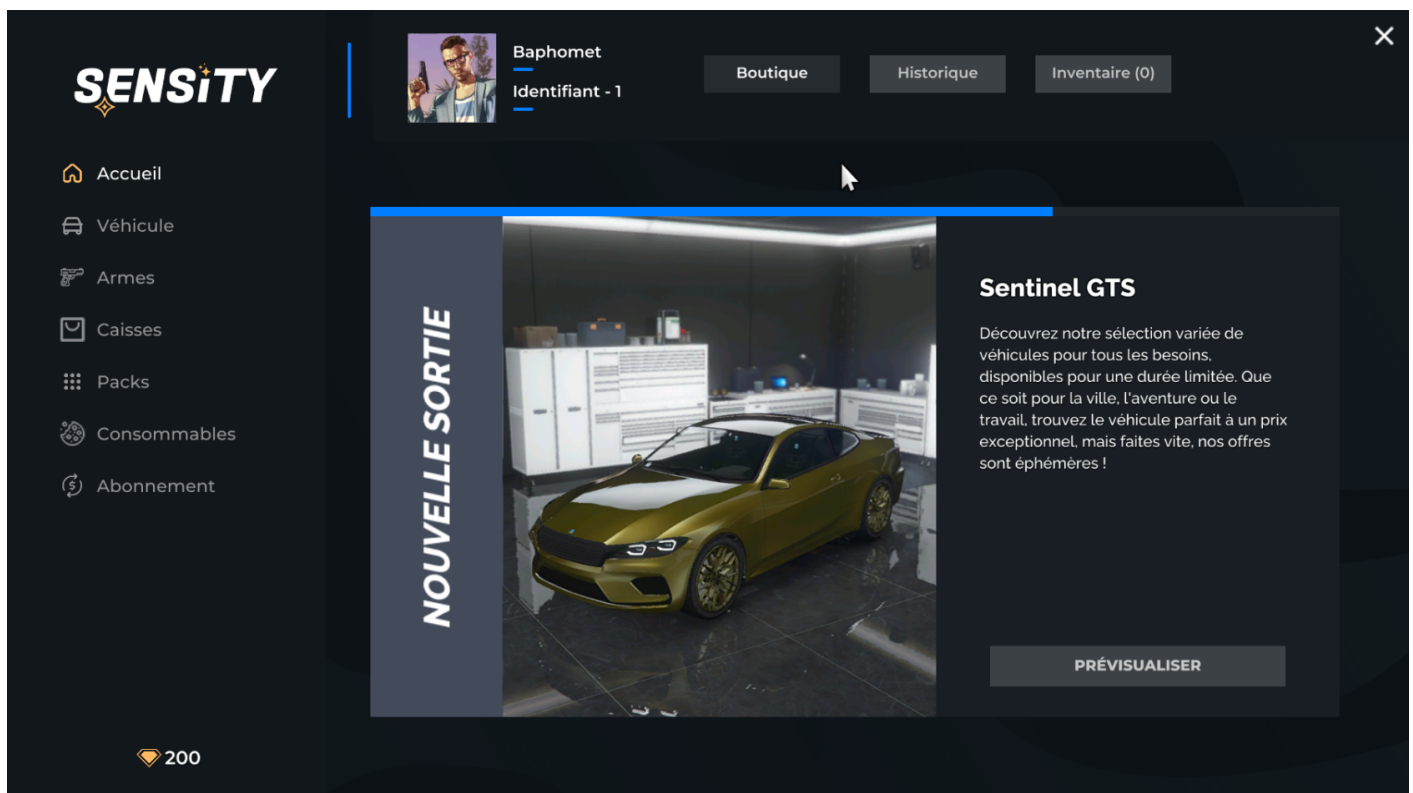 SENSiTY
Accueil
Véhicule
Armes
Caisses
Packs
Consommables
Abonnement
200
Baphomet
Identifiant - 1
Boutique
Historique
Inventaire (0)
NOUVELLE SORTIE
Sentinel GTS
Découvrez notre sélection variée de
véhicules pour tous les besoins,
disponibles pour une durée limitée. Que
ce soit pour la ville, l'aventure ou le
travail, trouvez le véhicule parfait à un prix
exceptionnel, mais faites vite, nos offres
sont éphémères !
PRÉVISUALISER